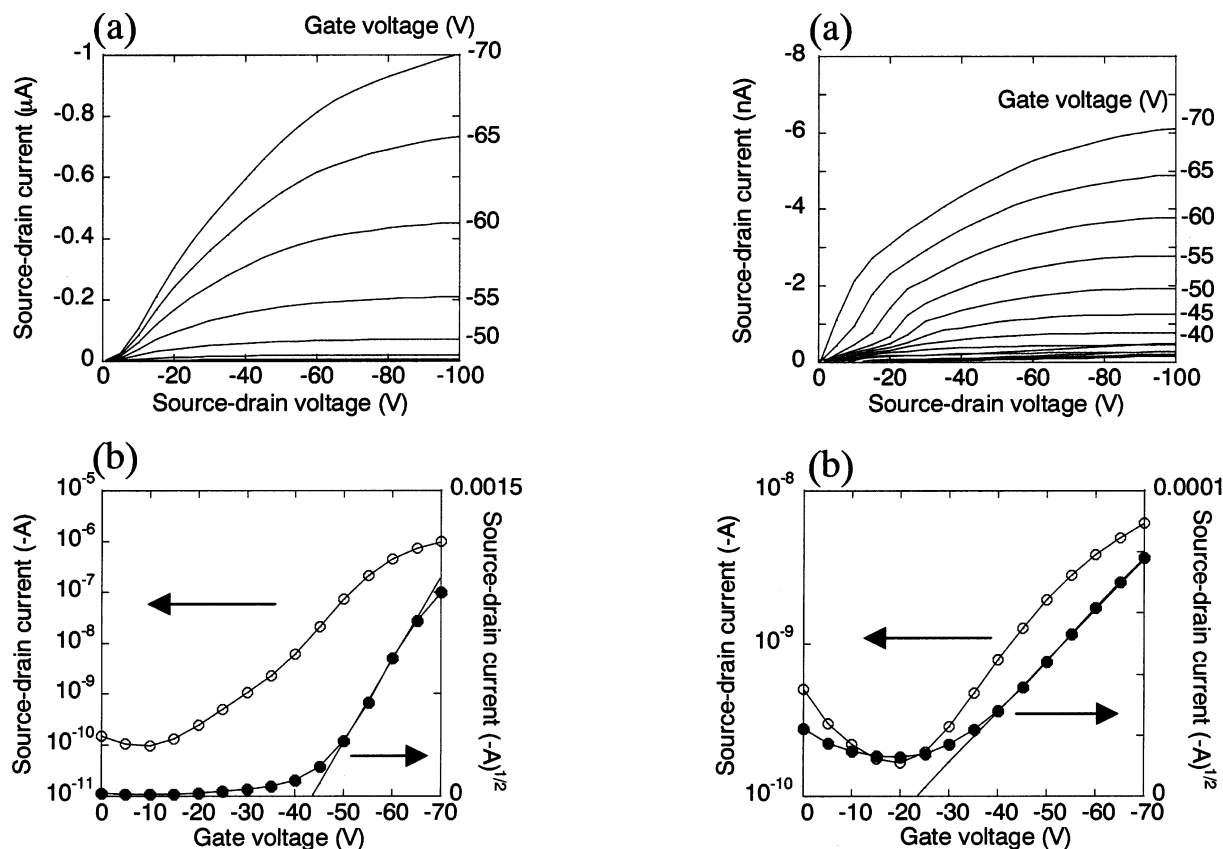 (a)
Gate voltage (V)
-70
-65
-60
-55
-50
-1
-0.8
-0.6
-0.4
-0.2
0
Source-drain current (μA)
0 -20 -40 -60 -80 -100
Source-drain voltage (V)
(a)
Gate voltage (V)
-70
-65
-60
-55
-50
-45
-40
-8
-6
-4
-2
0
Source-drain current (nA)
0 -20 -40 -60 -80 -100
Source-drain voltage (V)
(b)
10-5
10-6
10-7
10-8
10-9
10-10
10-11
Source-drain current (-A)
0.0015
0
Source-drain current (-A)1/2
0 -10 -20 -30 -40 -50 -60 -70
Gate voltage (V)
(b)
10-8
10-9
10-10
Source-drain current (-A)
0.0001
0
Source-drain current (-A)1/2
0 -10 -20 -30 -40 -50 -60 -70
Gate voltage (V)